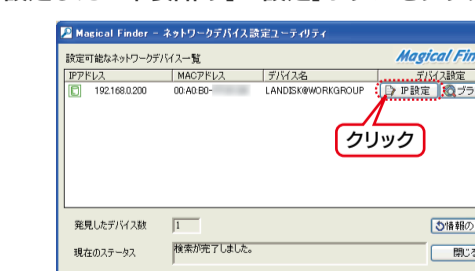 Magical Finder - ネットワークデバイス設定ユーティリティ
設定可能なネットワークデバイス一覧
Magical Fin
IPアドレス MACアドレス デバイス名 デバイス設定
192.168.0.200 00:A0:B0- LANDISK@WORKGROUP IP設定 ブラ
クリック
発見したデバイス数 1
情報の
現在のステータス 検索が完了しました。
閉じる